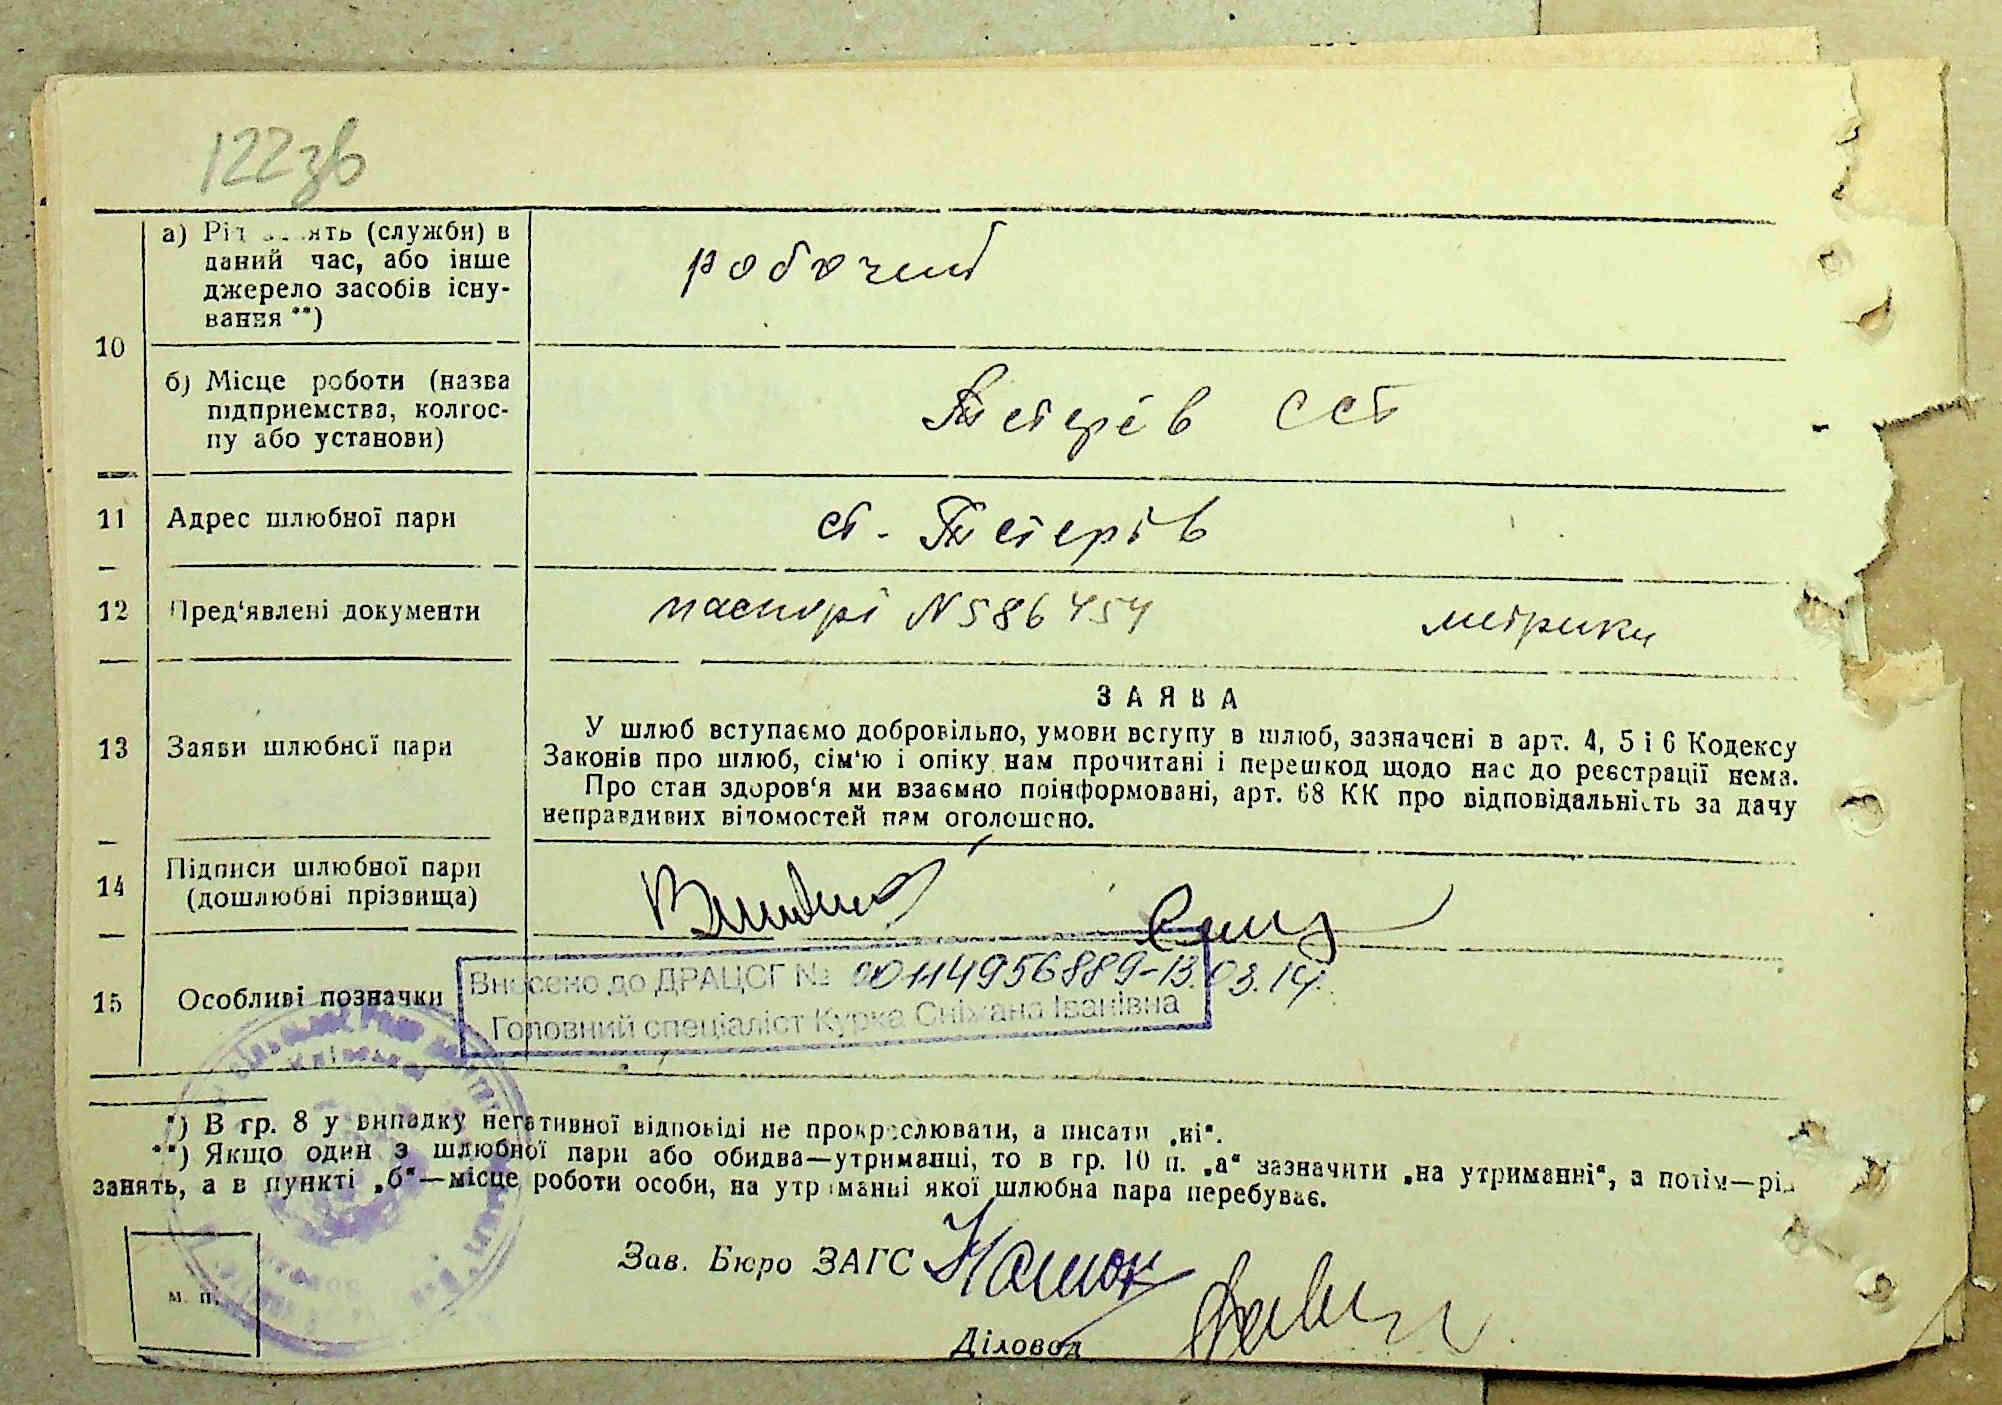 122зв
а) Рід занять (служби) в
даний час, або інше
джерело засобів існу-
вання **)
робочий
10
б) Місце роботи (назва
підприємства, колгос-
пу або установи)
Тетерів ССТ
11 Адрес шлюбної пари
ст. Тетерів
12 Пред'явлені документи
паспорт N586454 метрики
ЗАЯВА
13 Заяви шлюбної пари
У шлюб вступаємо добровільно, умови вступу в шлюб, зазначені в арт. 4, 5 і 6 Кодексу
Законів про шлюб, сім'ю і опіку нам прочитані і перешкод щодо нас до реєстрації нема.
Про стан здоров'я ми взаємно поінформовані, арт. 68 КК про відповідальність за дачу
неправдивих відомостей нам оголошено.
14 Підписи шлюбної пари
(дошлюбні прізвища)
15 Особливі позначки
Внесено до ДРАЦСГ № 00114956889-13.03.14.
Головний спеціаліст Курка Сніжана Іванівна
*) В гр. 8 у випадку негативної відповіді не прокреслювати, а писати „ні“.
**) Якщо один з шлюбної пари або обидва—утриманці, то в гр. 10 п. „а“ зазначити „на утриманні“, а потім—рід
занять, а в пункті „б“—місце роботи особи, на утриманні якої шлюбна пара перебуває.
Зав. Бюро ЗАГС
м. п.
Діловод